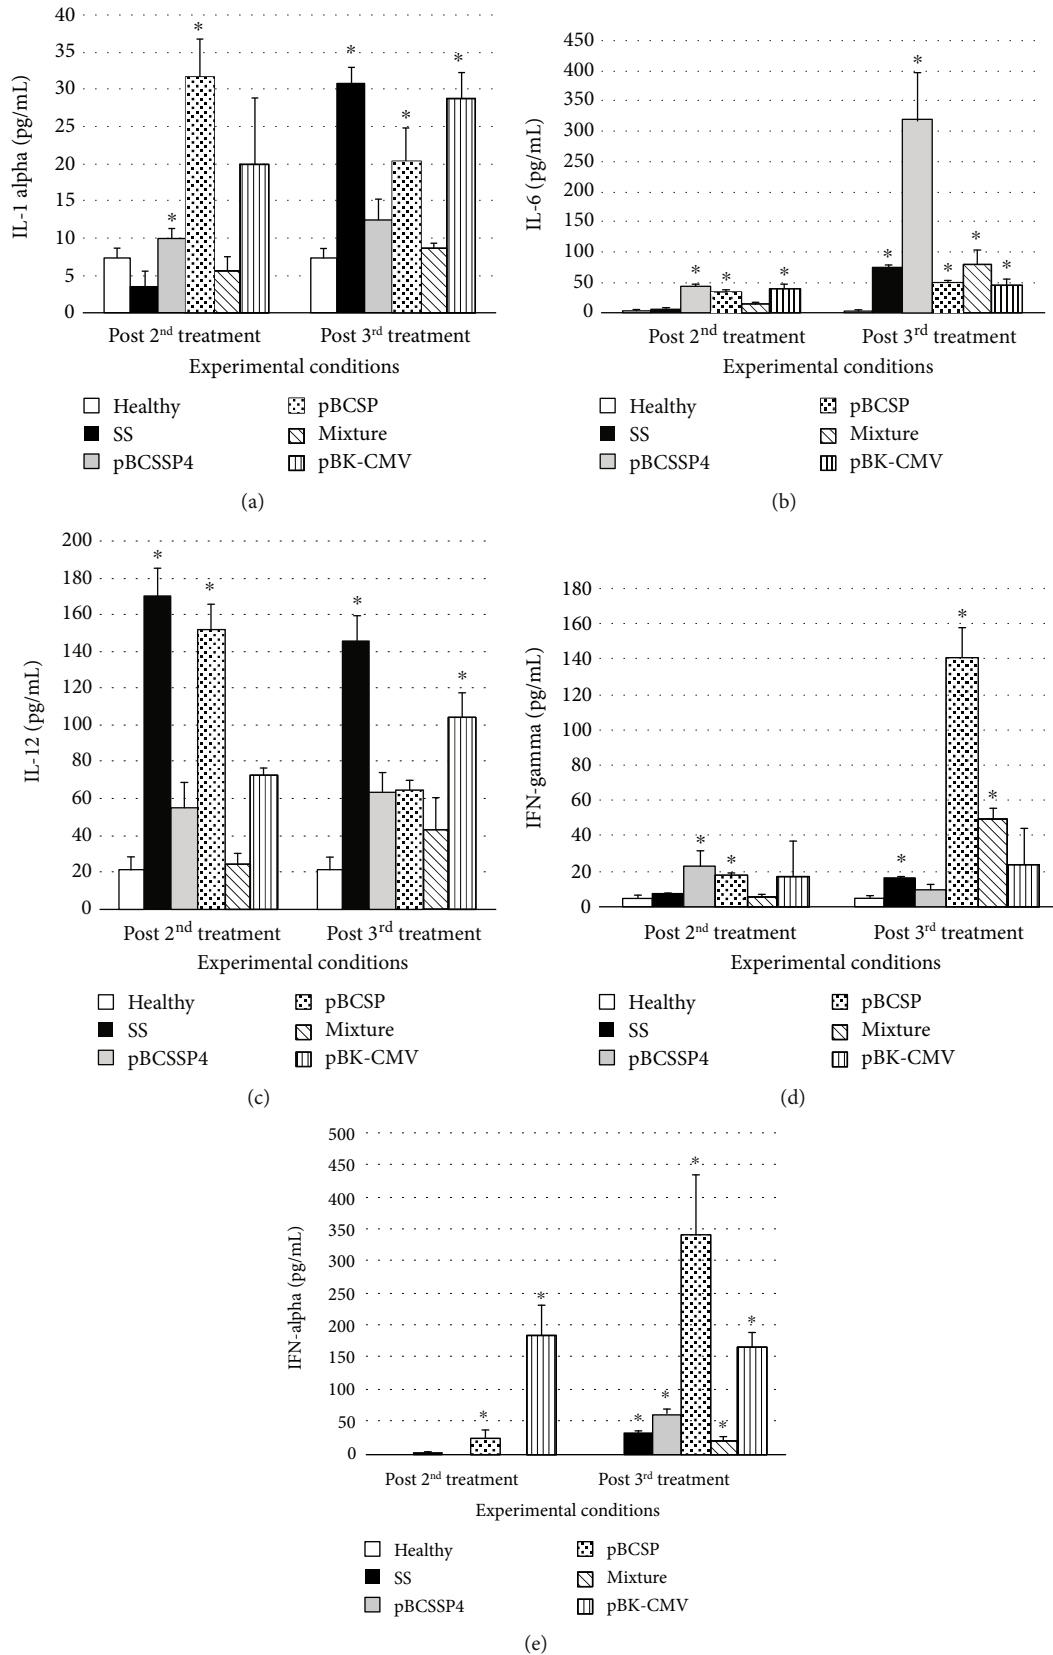 IL-1 alpha (pg/mL)
40
35
30
25
20
15
10
5
0
* * * * *
Post 2nd treatment Post 3rd treatment
Experimental conditions
Healthy pBCSP
SS Mixture
pBCSSP4 pBK-CMV
(a)
IL-6 (pg/mL)
450
400
350
300
250
200
150
100
50
0
* * * * * * * *
Post 2nd treatment Post 3rd treatment
Experimental conditions
Healthy pBCSP
SS Mixture
pBCSSP4 pBK-CMV
(b)
IL-12 (pg/mL)
200
180
160
140
120
100
80
60
40
20
0
* * * *
Post 2nd treatment Post 3rd treatment
Experimental conditions
Healthy pBCSP
SS Mixture
pBCSSP4 pBK-CMV
(c)
IFN-gamma (pg/mL)
180
160
140
120
100
80
60
40
20
0
* * * * *
Post 2nd treatment Post 3rd treatment
Experimental conditions
Healthy pBCSP
SS Mixture
pBCSSP4 pBK-CMV
(d)
IFN-alpha (pg/mL)
500
450
400
350
300
250
200
150
100
50
0
* * * * * * *
Post 2nd treatment Post 3rd treatment
Experimental conditions
Healthy pBCSP
SS Mixture
pBCSSP4 pBK-CMV
(e)